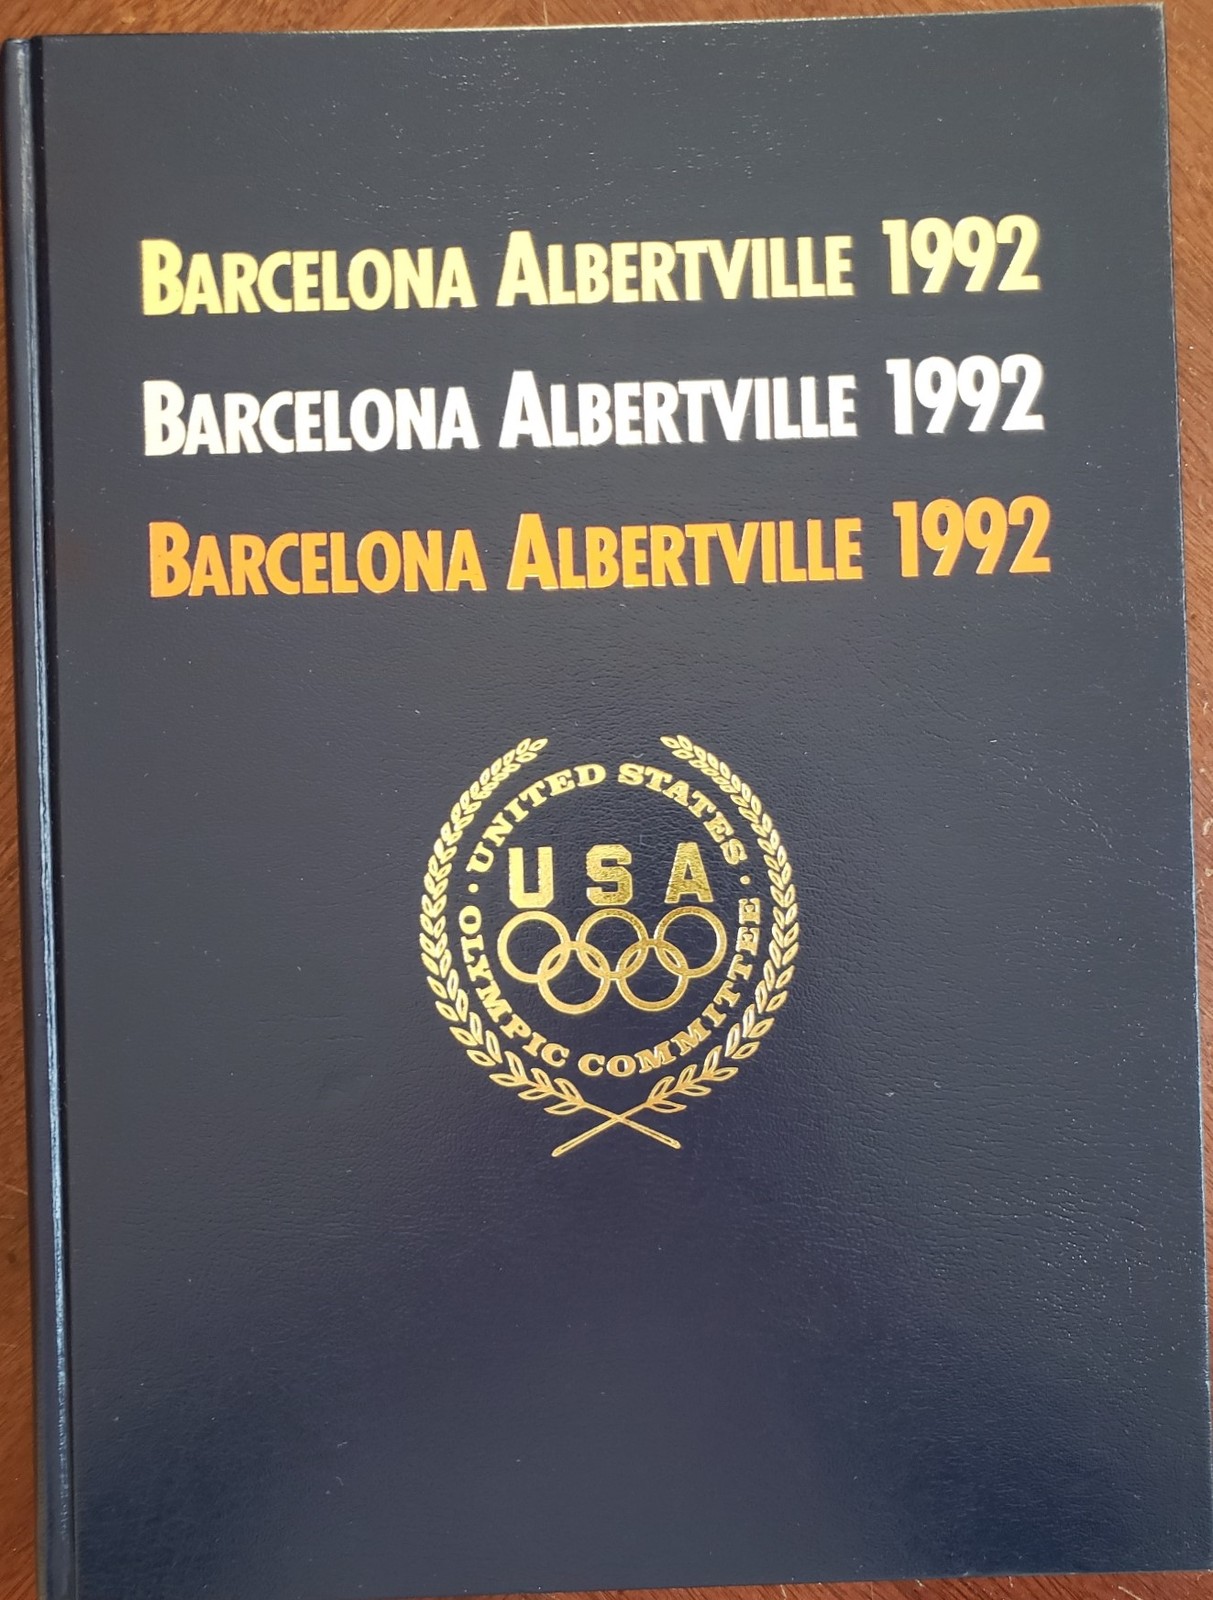 BARCELONA ALBERTVILLE 1992
BARCELONA ALBERTVILLE 1992
BARCELONA ALBERTVILLE 1992
· UNITED STATES ·
USA
OLYMPIC COMMITTEE